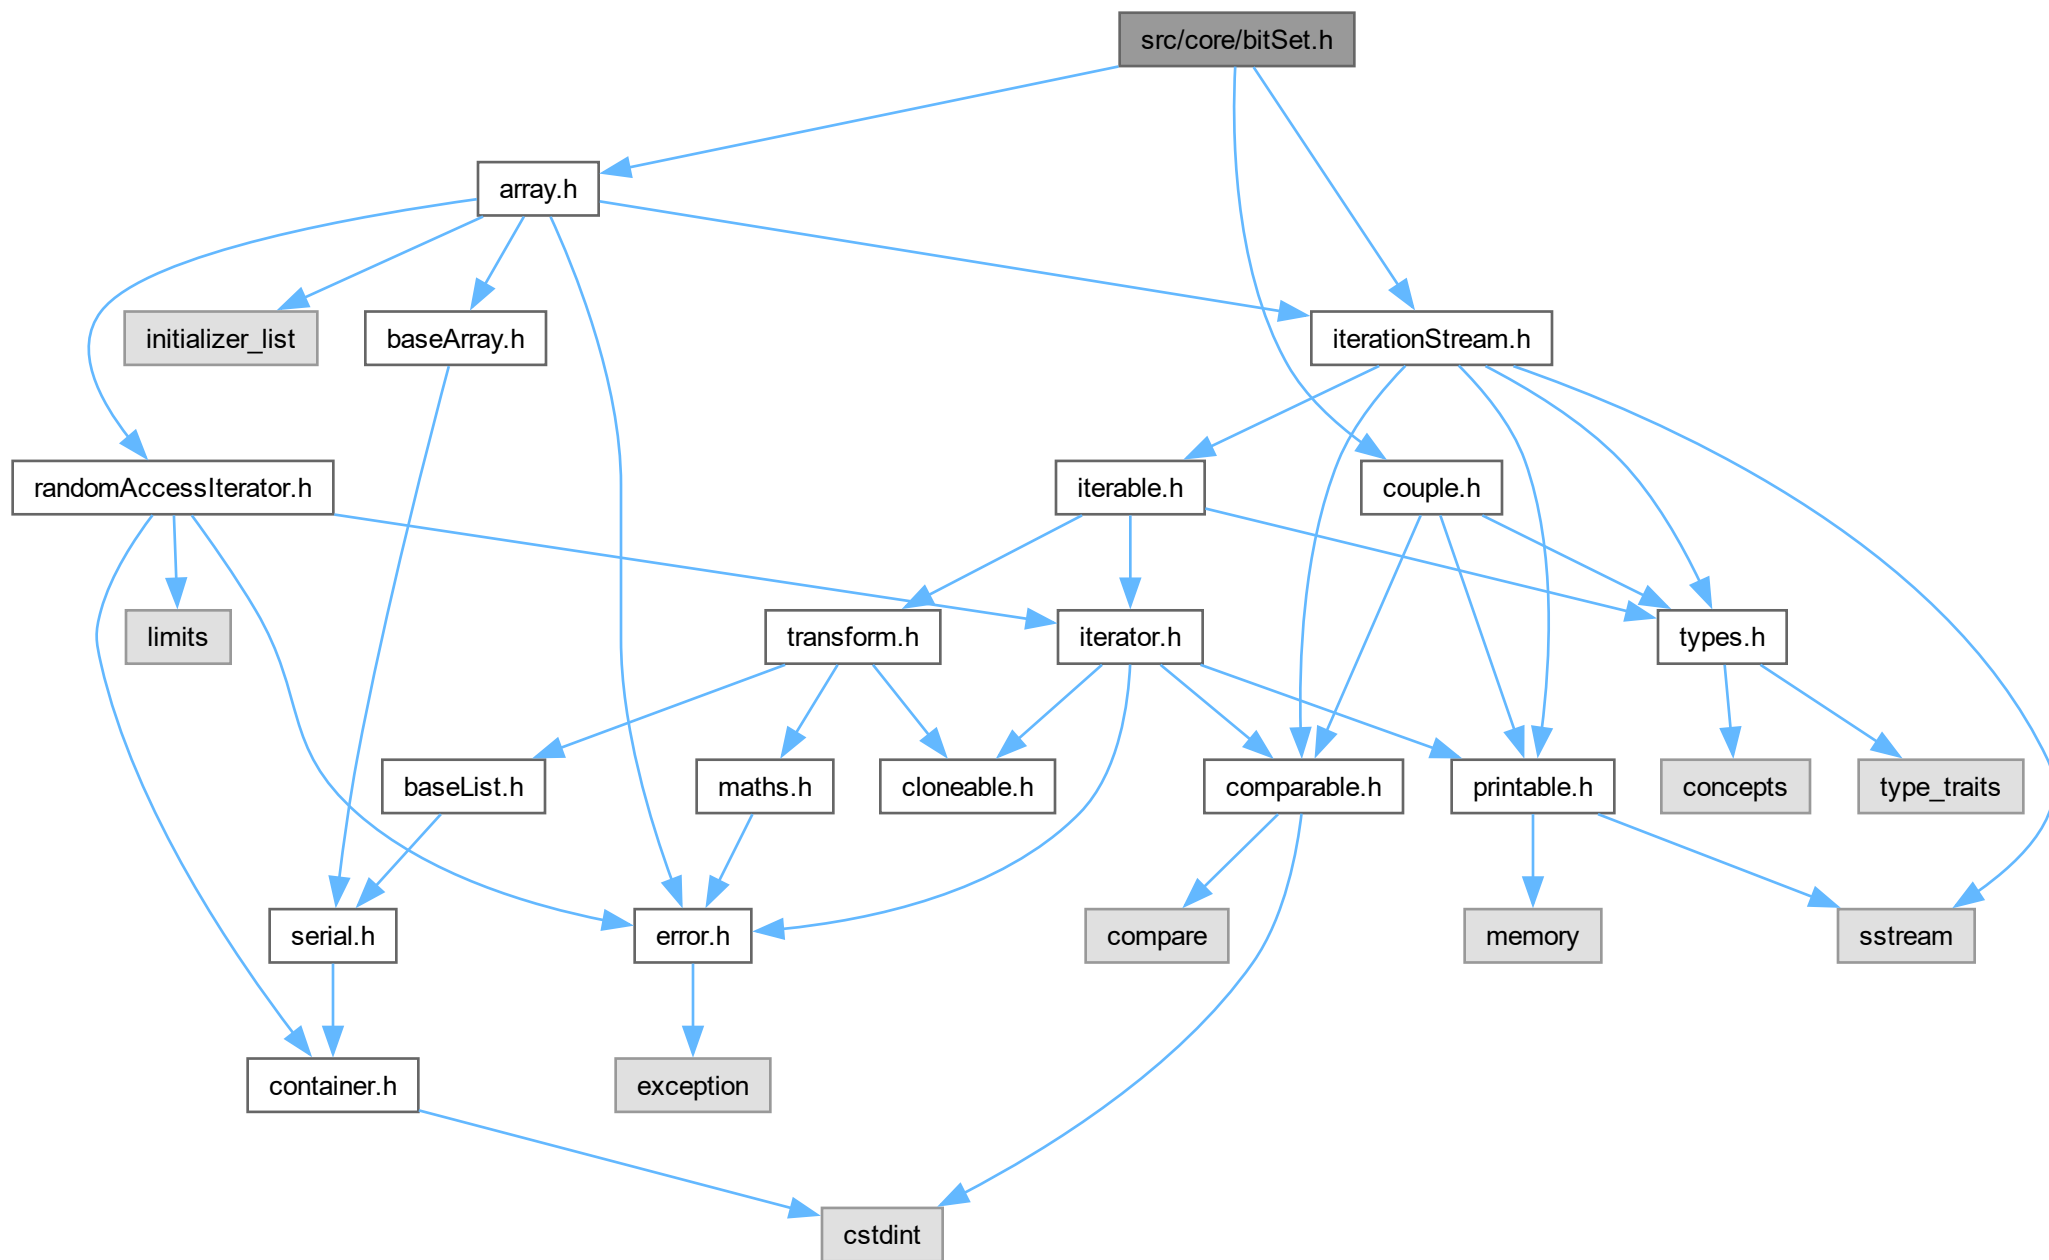 src/core/bitSet.h
array.h
initializer_list
baseArray.h
iterationStream.h
randomAccessIterator.h
iterable.h
couple.h
limits
transform.h
iterator.h
types.h
baseList.h
maths.h
cloneable.h
comparable.h
printable.h
concepts
type_traits
serial.h
error.h
compare
memory
sstream
container.h
exception
cstdint